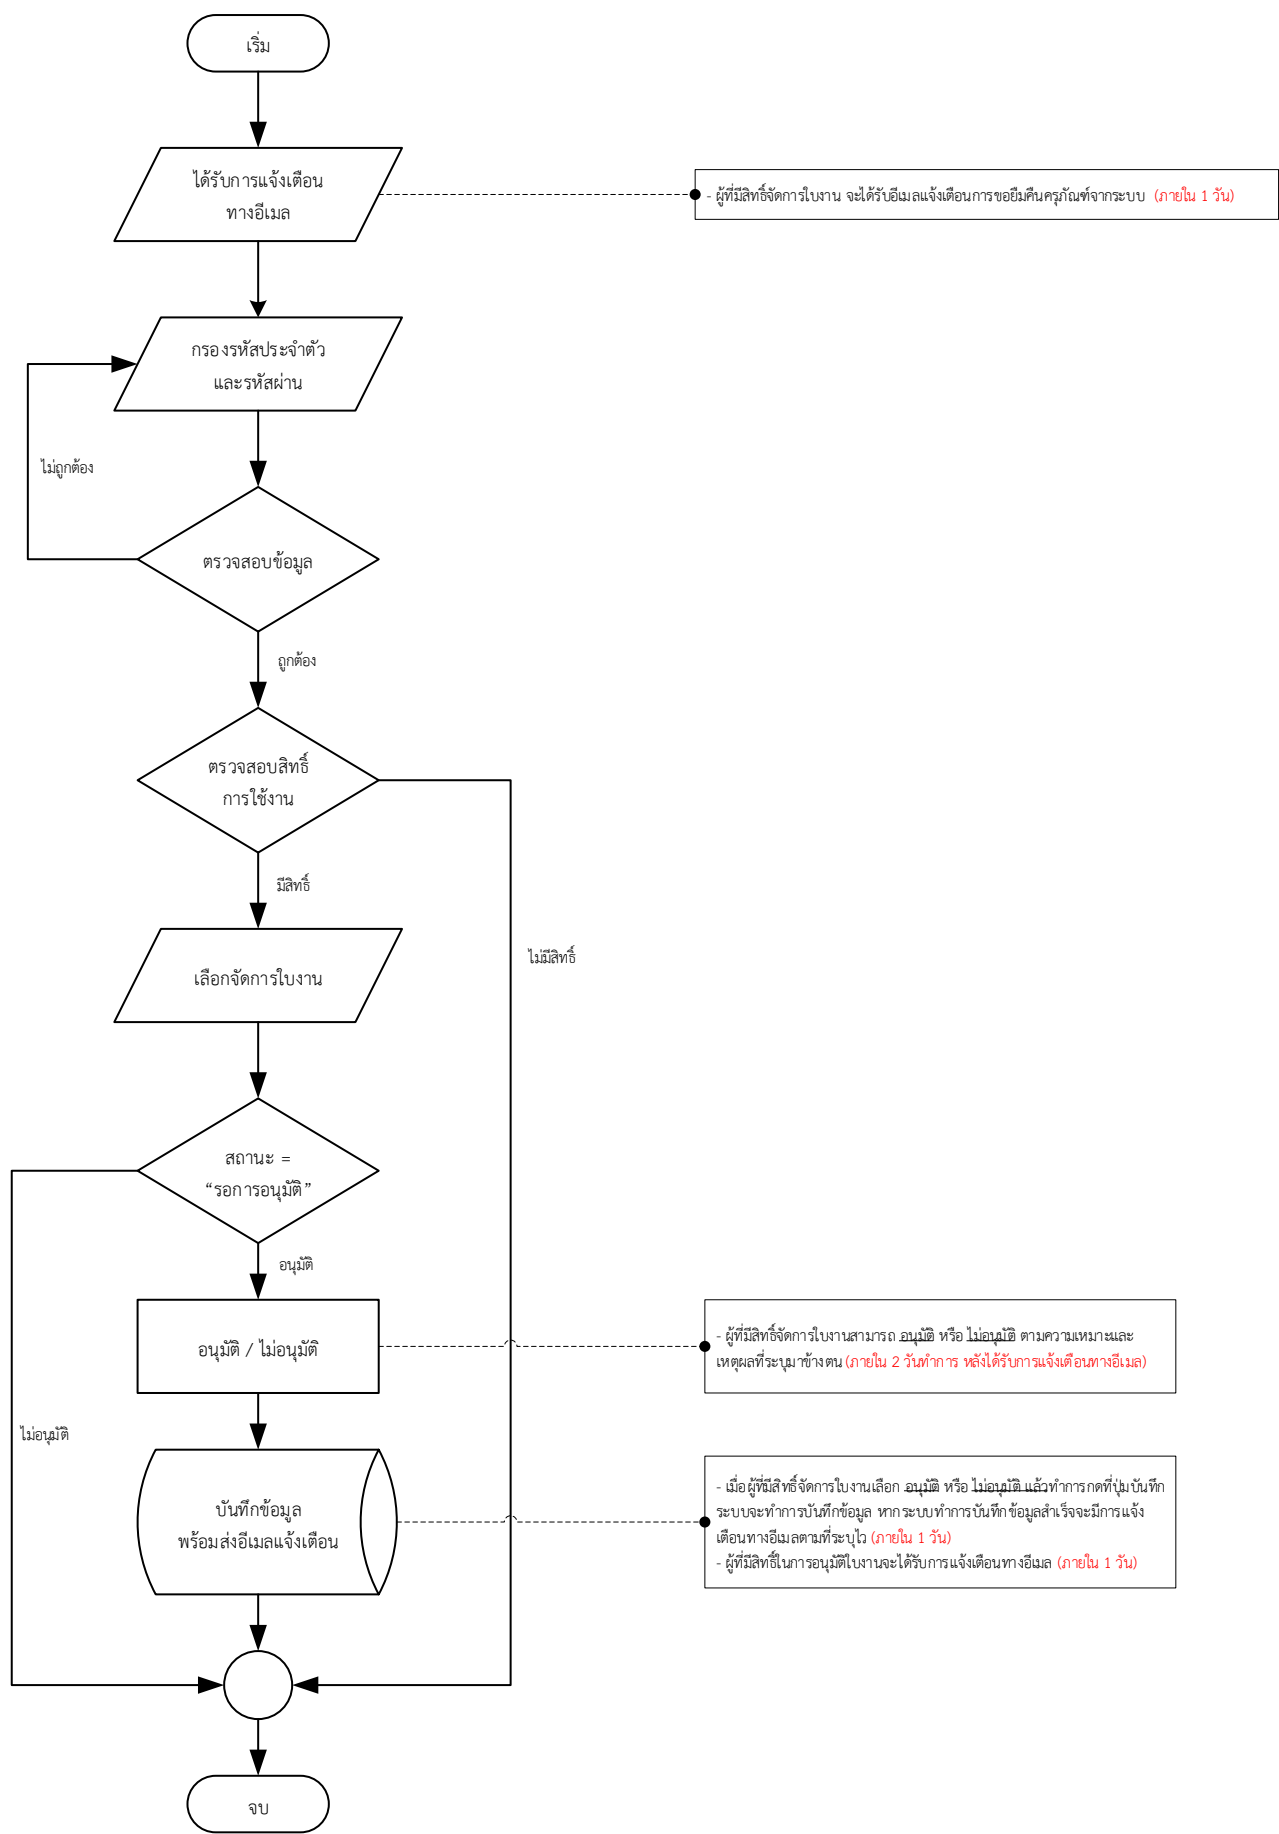 เริ่ม
ได้รับการแจ้งเตือน
ทางอีเมล
- ผู้ที่มีสิทธิ์จัดการใบงาน จะได้รับอีเมลแจ้งเตือนการขอยืมคืนครุภัณฑ์จากระบบ (ภายใน 1 วัน)
กรองรหัสประจำตัว
และรหัสผ่าน
ไม่ถูกต้อง
ตรวจสอบข้อมูล
ถูกต้อง
ตรวจสอบสิทธิ์
การใช้งาน
มีสิทธิ์
ไม่มีสิทธิ์
เลือกจัดการใบงาน
สถานะ =
“รอการอนุมัติ”
อนุมัติ
อนุมัติ / ไม่อนุมัติ
- ผู้ที่มีสิทธิ์จัดการใบงานสามารถ อนุมัติ หรือ ไม่อนุมัติ ตามความเหมาะและ
เหตุผลที่ระบุมาข้างตน (ภายใน 2 วันทำการ หลังได้รับการแจ้งเตือนทางอีเมล)
ไม่อนุมัติ
บันทึกข้อมูล
พร้อมส่งอีเมลแจ้งเตือน
- เมื่อผู้ที่มีสิทธิ์จัดการใบงานเลือก อนุมัติ หรือ ไม่อนุมัติ แล้วทำการกดที่ปุ่มบันทึก
ระบบจะทำการบันทึกข้อมูล หากระบบทำการบันทึกข้อมูลสำเร็จจะมีการแจ้ง
เตือนทางอีเมลตามที่ระบุไว (ภายใน 1 วัน)
- ผู้ที่มีสิทธิ์ในการอนุมัติใบงานจะได้รับการแจ้งเตือนทางอีเมล (ภายใน 1 วัน)
จบ